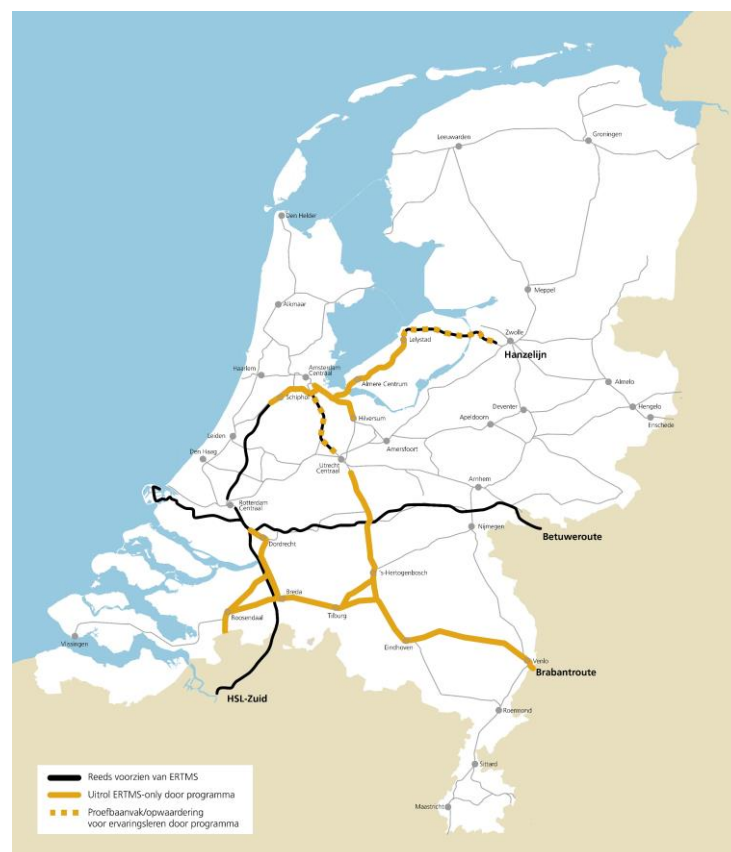 Leeuwarden
Groningen
Den Helder
Meppel
Alkmaar
Zwolle
Lelystad
Hanzelijn
Haarlem
Amsterdam
Centraal
Almere Centrum
Almelo
Schiphol
Deventer
Hengelo
Hilversum
Apeldoorn
Enschede
Leiden
Amersfoort
Den Haag
Utrecht
Centraal
Arnhem
Rotterdam
Centraal
Nijmegen
Betuweroute
Dordrecht
's-Hertogenbosch
Breda
Roosendaal
Tilburg
Vlissingen
Eindhoven
Venlo
Brabantroute
HSL-Zuid
Roermond
Sittard
Maastricht
Reeds voorzien van ERTMS
Uitrol ERTMS-only door programma
Proefbaanvak/opwaardering
voor ervaringsleren door programma